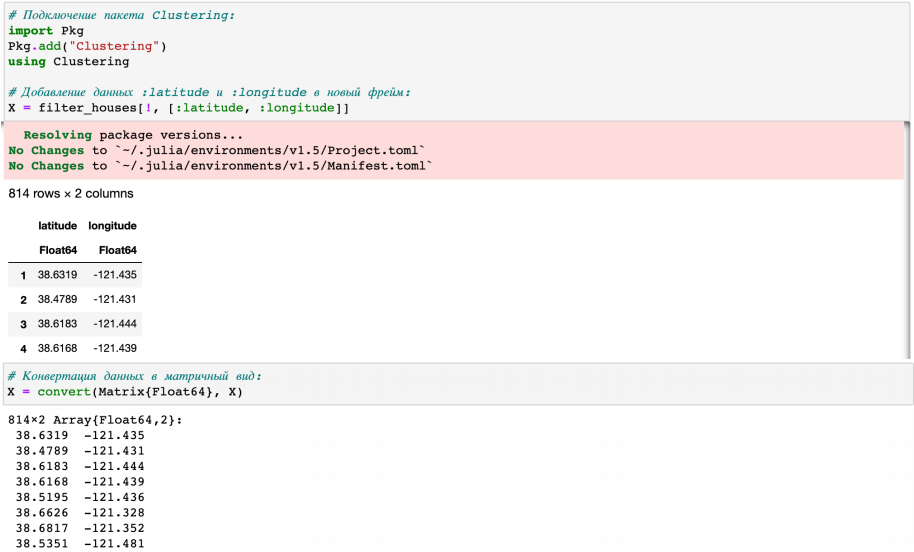 # Подключение пакета Clustering:
import Pkg
Pkg.add("Clustering")
using Clustering
# Добавление данных :latitude и :longitude в новый фрейм:
X = filter_houses[!, [:latitude, :longitude]]
Resolving package versions...
No Changes to `~/.julia/environments/v1.5/Project.toml`
No Changes to `~/.julia/environments/v1.5/Manifest.toml`
814 rows × 2 columns
latitude longitude
Float64 Float64
1 38.6319 -121.435
2 38.4789 -121.431
3 38.6183 -121.444
4 38.6168 -121.439
# Конвертация данных в матричный вид:
X = convert(Matrix{Float64}, X)
814×2 Array{Float64,2}:
38.6319 -121.435
38.4789 -121.431
38.6183 -121.444
38.6168 -121.439
38.5195 -121.436
38.6626 -121.328
38.6817 -121.352
38.5351 -121.481